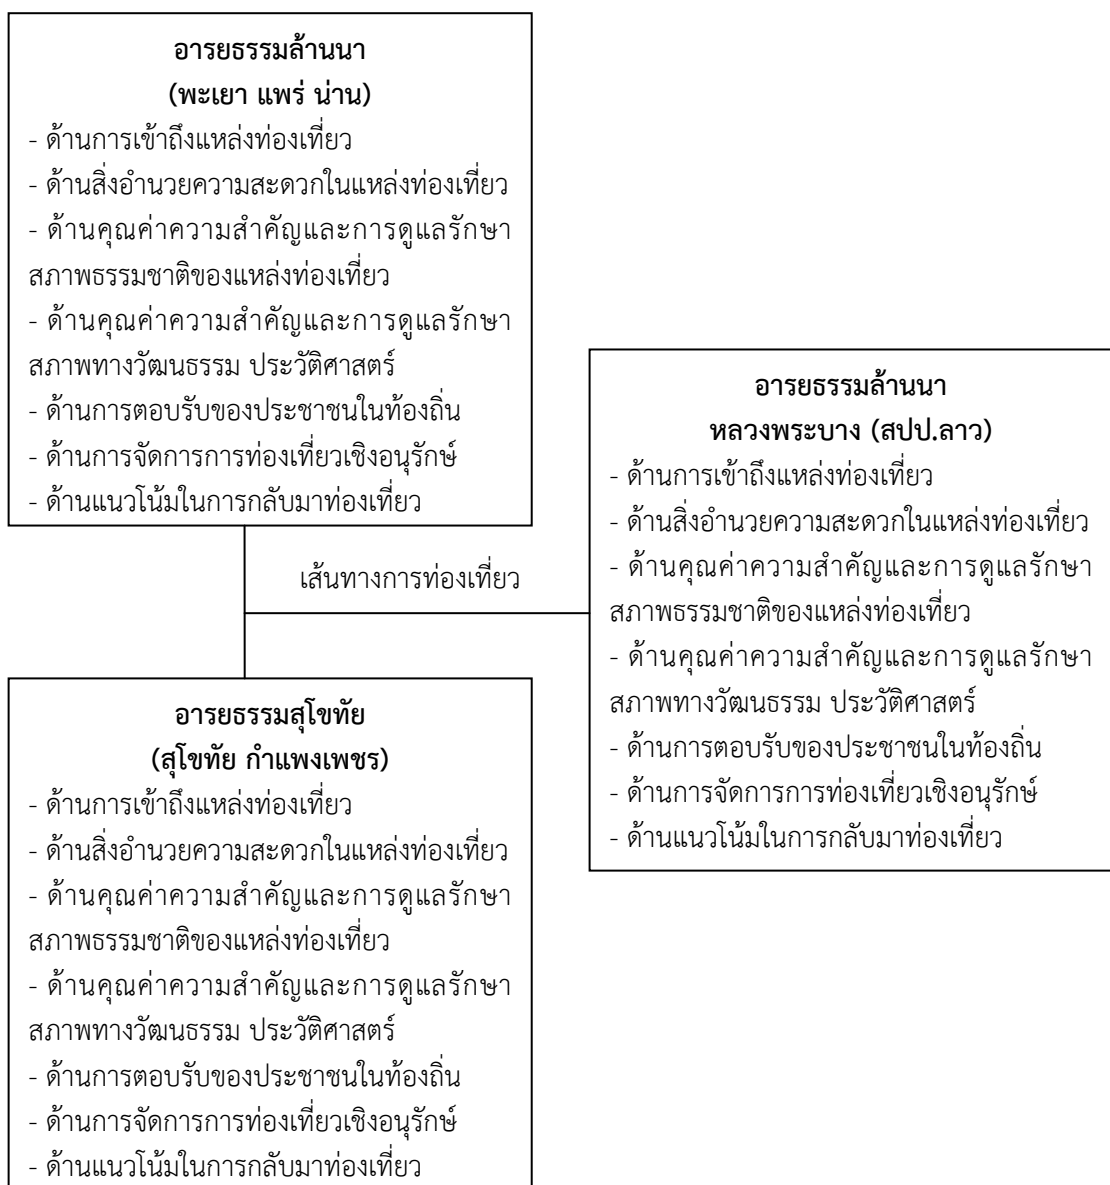 อารยธรรมล้านนา
(พะเยา แพร่ น่าน)
- ด้านการเข้าถึงแหล่งท่องเที่ยว
- ด้านสิ่งอำนวยความสะดวกในแหล่งท่องเที่ยว
- ด้านคุณค่าความสำคัญและการดูแลรักษา
สภาพธรรมชาติของแหล่งท่องเที่ยว
- ด้านคุณค่าความสำคัญและการดูแลรักษา
สภาพทางวัฒนธรรม ประวัติศาสตร์
- ด้านการตอบรับของประชาชนในท้องถิ่น
- ด้านการจัดการการท่องเที่ยวเชิงอนุรักษ์
- ด้านแนวโน้มในการกลับมาท่องเที่ยว
เส้นทางการท่องเที่ยว
อารยธรรมล้านนา
หลวงพระบาง (สปป.ลาว)
- ด้านการเข้าถึงแหล่งท่องเที่ยว
- ด้านสิ่งอำนวยความสะดวกในแหล่งท่องเที่ยว
- ด้านคุณค่าความสำคัญและการดูแลรักษา
สภาพธรรมชาติของแหล่งท่องเที่ยว
- ด้านคุณค่าความสำคัญและการดูแลรักษา
สภาพทางวัฒนธรรม ประวัติศาสตร์
- ด้านการตอบรับของประชาชนในท้องถิ่น
- ด้านการจัดการการท่องเที่ยวเชิงอนุรักษ์
- ด้านแนวโน้มในการกลับมาท่องเที่ยว
อารยธรรมสุโขทัย
(สุโขทัย กำแพงเพชร)
- ด้านการเข้าถึงแหล่งท่องเที่ยว
- ด้านสิ่งอำนวยความสะดวกในแหล่งท่องเที่ยว
- ด้านคุณค่าความสำคัญและการดูแลรักษา
สภาพธรรมชาติของแหล่งท่องเที่ยว
- ด้านคุณค่าความสำคัญและการดูแลรักษา
สภาพทางวัฒนธรรม ประวัติศาสตร์
- ด้านการตอบรับของประชาชนในท้องถิ่น
- ด้านการจัดการการท่องเที่ยวเชิงอนุรักษ์
- ด้านแนวโน้มในการกลับมาท่องเที่ยว